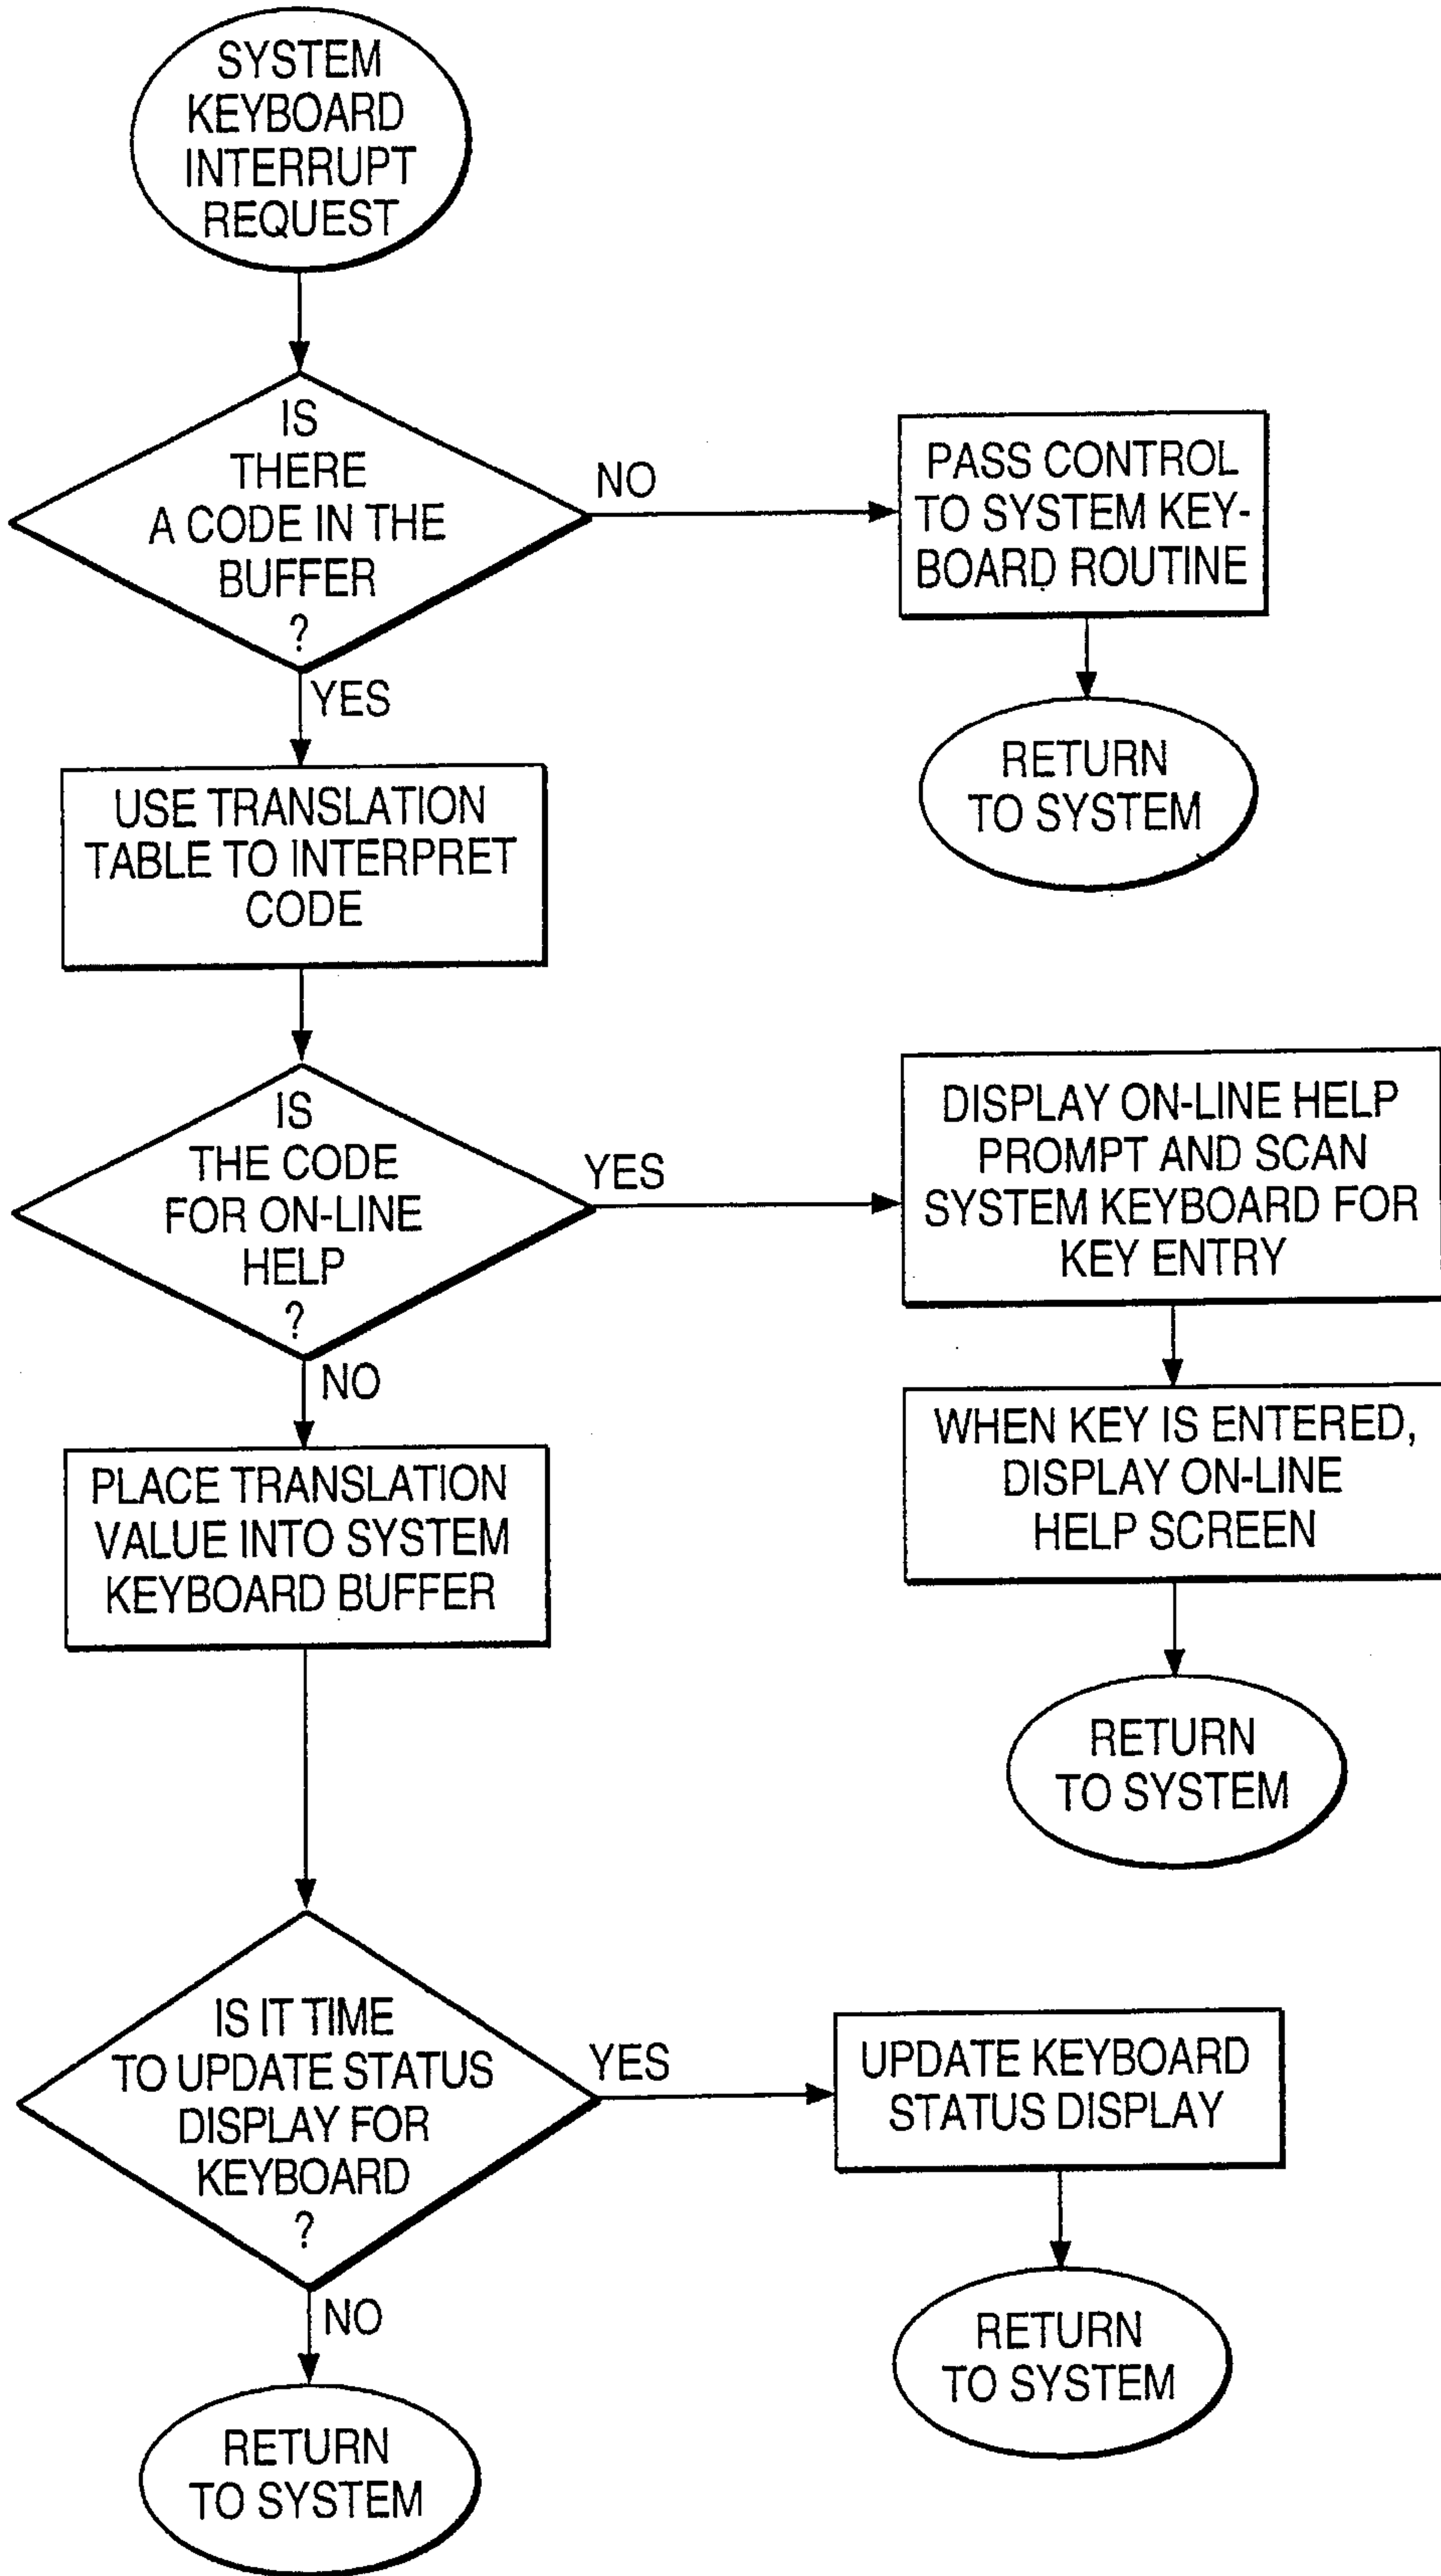 SYSTEM
KEYBOARD
INTERRUPT
REQUEST
IS
THERE
A CODE IN THE
BUFFER
?
NO
PASS CONTROL
TO SYSTEM KEY-
BOARD ROUTINE
RETURN
TO SYSTEM
YES
USE TRANSLATION
TABLE TO INTERPRET
CODE
IS
THE CODE
FOR ON-LINE
HELP
?
YES
DISPLAY ON-LINE HELP
PROMPT AND SCAN
SYSTEM KEYBOARD FOR
KEY ENTRY
WHEN KEY IS ENTERED,
DISPLAY ON-LINE
HELP SCREEN
RETURN
TO SYSTEM
NO
PLACE TRANSLATION
VALUE INTO SYSTEM
KEYBOARD BUFFER
IS IT TIME
TO UPDATE STATUS
DISPLAY FOR
KEYBOARD
?
YES
UPDATE KEYBOARD
STATUS DISPLAY
RETURN
TO SYSTEM
NO
RETURN
TO SYSTEM